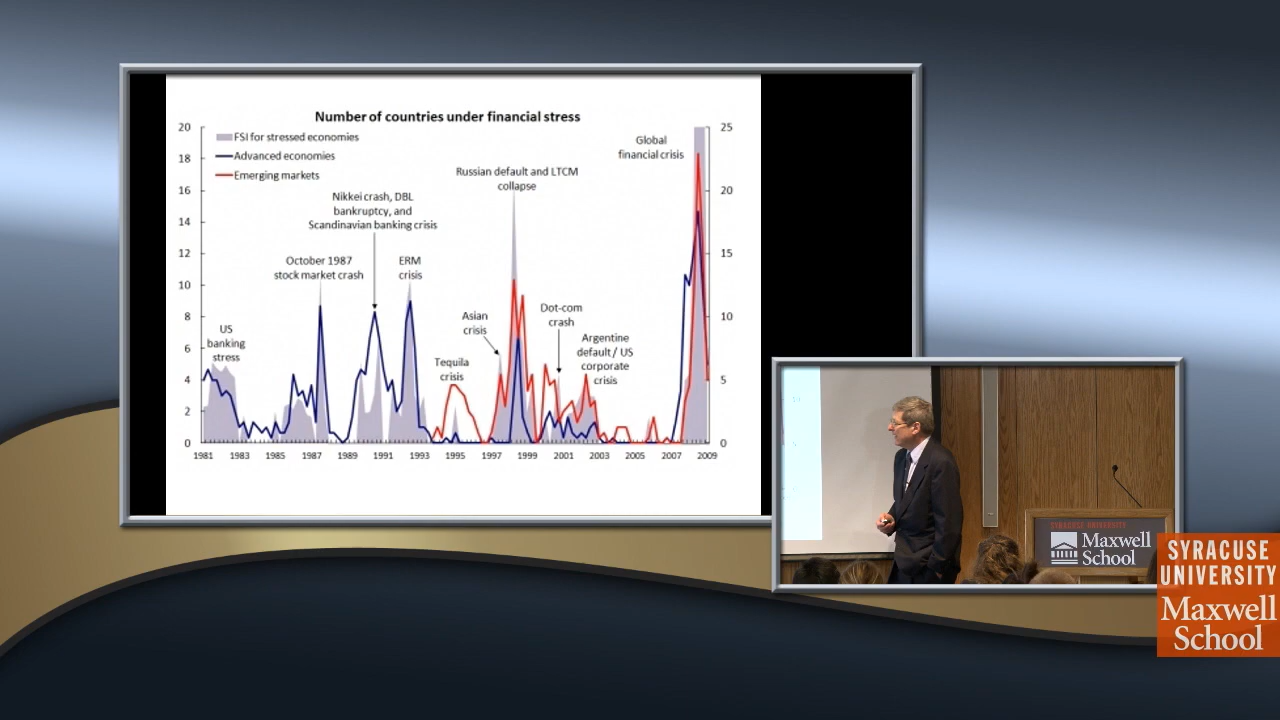 Number of countries under financial stress
20
18
16
14
12
10
8
6
4
2
0
25
20
15
10
5
0
FSI for stressed economies
Advanced economies
Emerging markets
US
banking
stress
October 1987
stock market crash
Nikkei crash, DBL
bankruptcy, and
Scandinavian banking crisis
ERM
crisis
Tequila
crisis
Asian
crisis
Russian default and LTCM
collapse
Dot-com
crash
Argentine
default / US
corporate
crisis
Global
financial crisis
1981 1983 1985 1987 1989 1991 1993 1995 1997 1999 2001 2003 2005 2007 2009
SYRACUSE UNIVERSITY
Maxwell
School
SYRACUSE
UNIVERSITY
Maxwell
School